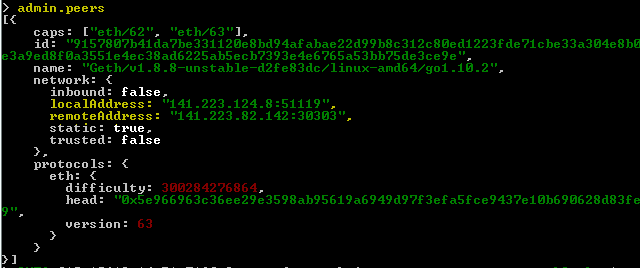 > admin.peers
[{
caps: ["eth/62", "eth/63"],
id: "9157807b41da7be331120e8bd94afabae22d99b8c312c80ed1223fde71cbe33a304e8b0
e3a9ed8f0a3551e4ec38ad6225ab5ecb7393e4e6765a53bb75de3ce9e",
name: "Geth/v1.8.8-unstable-d2fe83dc/linux-amd64/go1.10.2",
network: {
inbound: false,
localAddress: "141.223.124.8:51119",
remoteAddress: "141.223.82.142:30303",
static: true,
trusted: false
},
protocols: {
eth: {
difficulty: 300284276864,
head: "0x5e966963c36ee29e3598ab95619a6949d97f3efa5fce9437e10b690628d83fe
9",
version: 63
}
}
}]